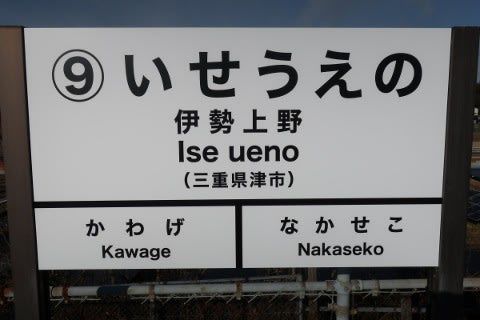 ⑨いせうえの
伊勢上野
Ise ueno
(三重県津市)
かわげ
Kawage
なかせこ
Nakaseko